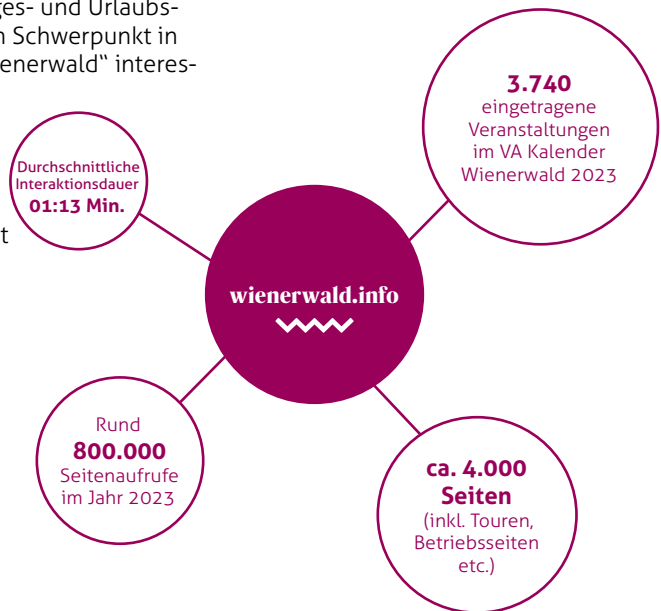 ges- und Urlaubs-
n Schwerpunkt in
enerwald“ interes-
3.740
eingetragene
Veranstaltungen
im VA Kalender
Wienerwald 2023
Durchschnittliche
Interaktionsdauer
01:13 Min.
t
wienerwald.info
Rund
800.000
Seitenaufrufe
im Jahr 2023
ca. 4.000
Seiten
(inkl. Touren,
Betriebsseiten
etc.)